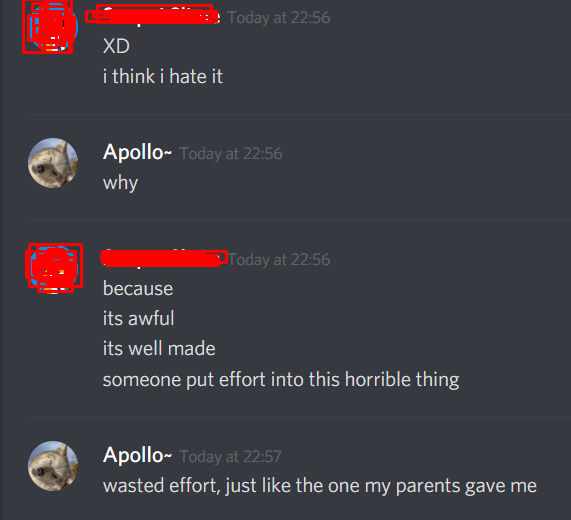 Today at 22:56
XD
i think i hate it
Apollo~ Today at 22:56
why
Today at 22:56
because
its awful
its well made
someone put effort into this horrible thing
Apollo~ Today at 22:57
wasted effort, just like the one my parents gave me